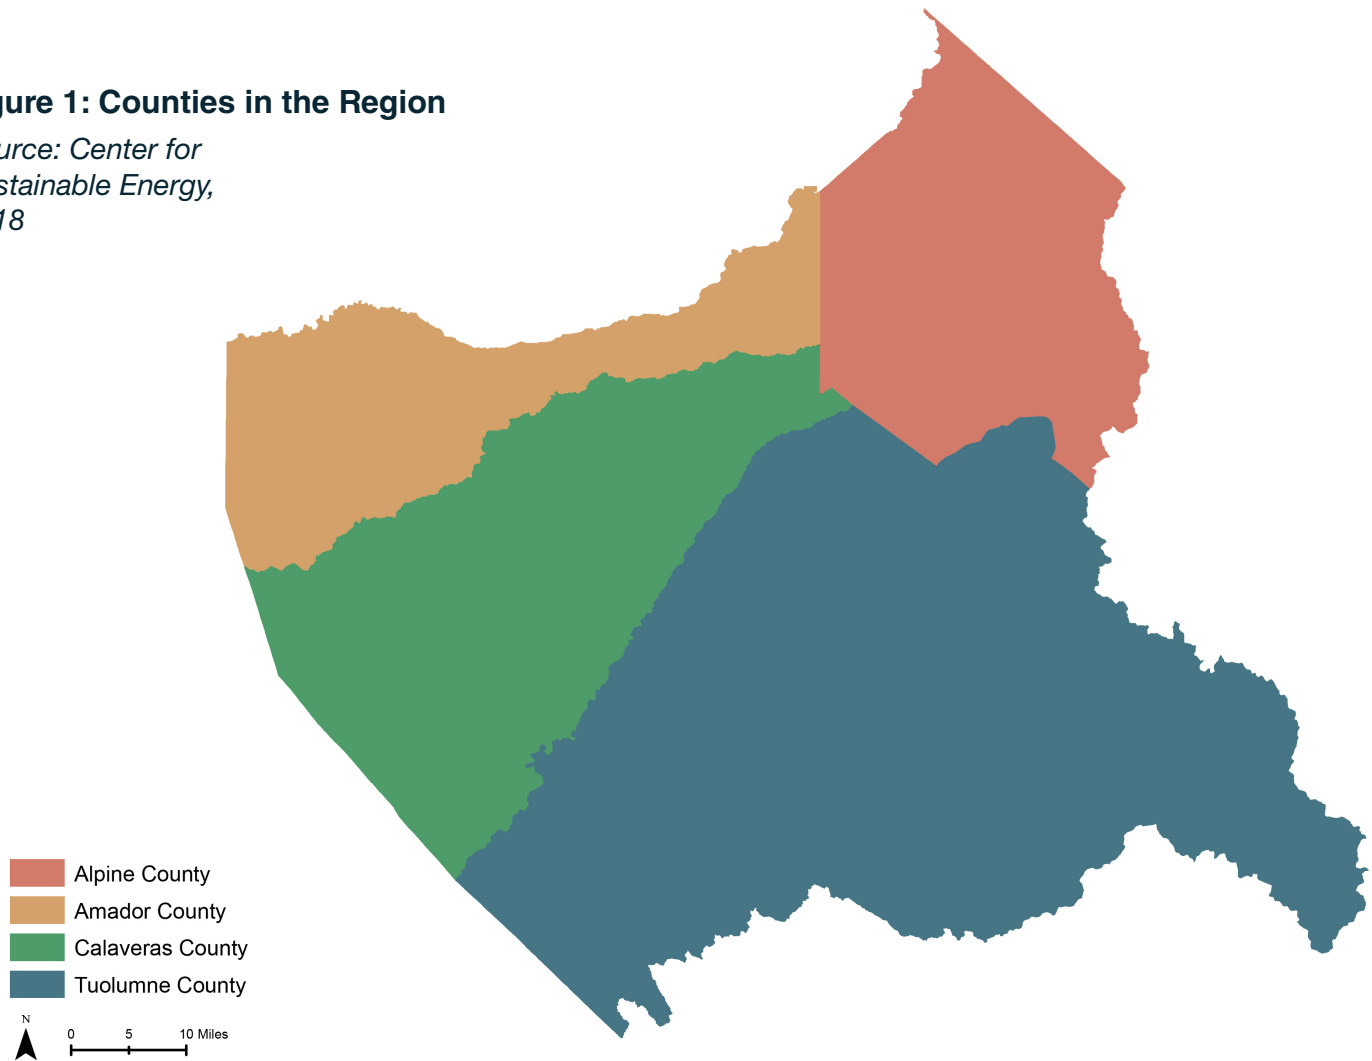 gure 1: Counties in the Region
urce: Center for
stainable Energy,
18
Alpine County
Amador County
Calaveras County
Tuolumne County
N
0 5 10 Miles